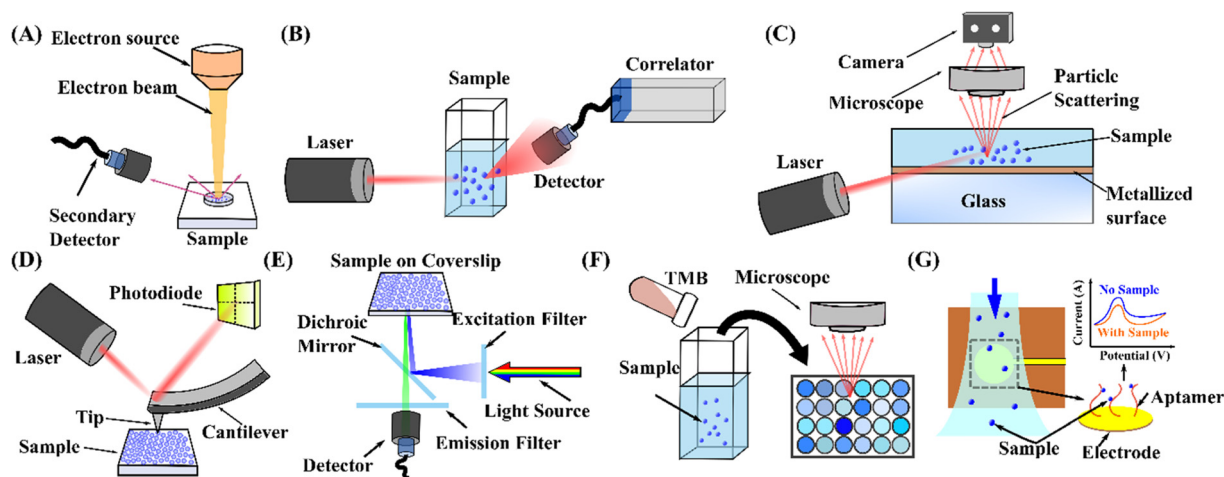 (A)
Electron source
Electron beam
Secondary
Detector
Sample
(B)
Sample
Correlator
Laser
Detector
(C)
Camera
Microscope
Particle
Scattering
Sample
Laser
Glass
Metallized
surface
(D)
Photodiode
Laser
Tip
Sample
Cantilever
(E)
Sample on Coverslip
Dichroic
Mirror
Excitation Filter
Light Source
Emission Filter
Detector
(F)
TMB
Microscope
Sample
(G)
Current (A)
No Sample
With Sample
Potential (V)
Aptamer
Sample
Electrode